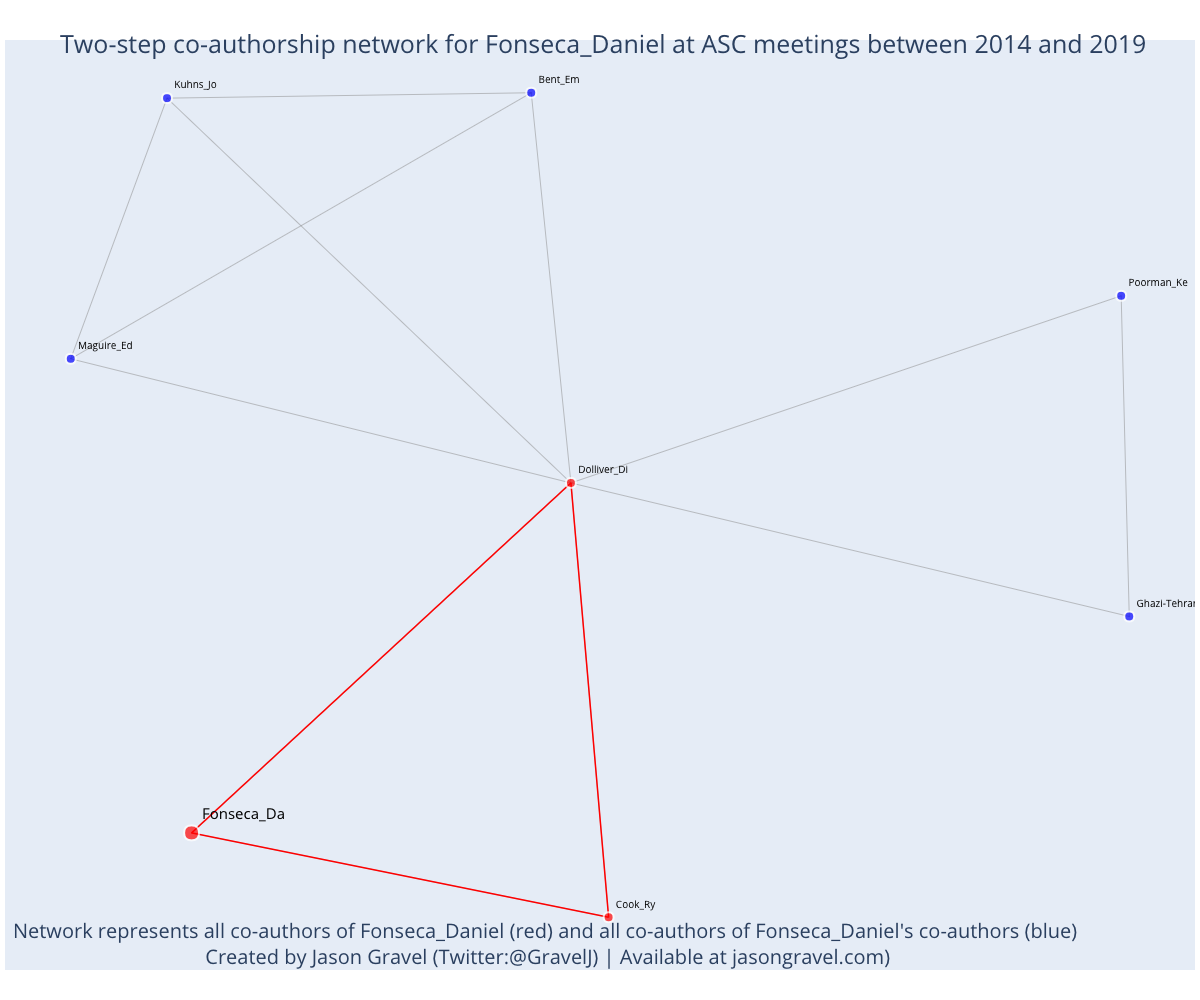 Two-step co-authorship network for Fonseca_Daniel at ASC meetings between 2014 and 2019
Kuhns_Jo
Bent_Em
Poorman_Ke
Maguire_Ed
Dolliver_Di
Ghazi-Tehran
Fonseca_Da
Cook_Ry
Network represents all co-authors of Fonseca_Daniel (red) and all co-authors of Fonseca_Daniel's co-authors (blue)
Created by Jason Gravel (Twitter:@GravelJ) | Available at jasongravel.com)